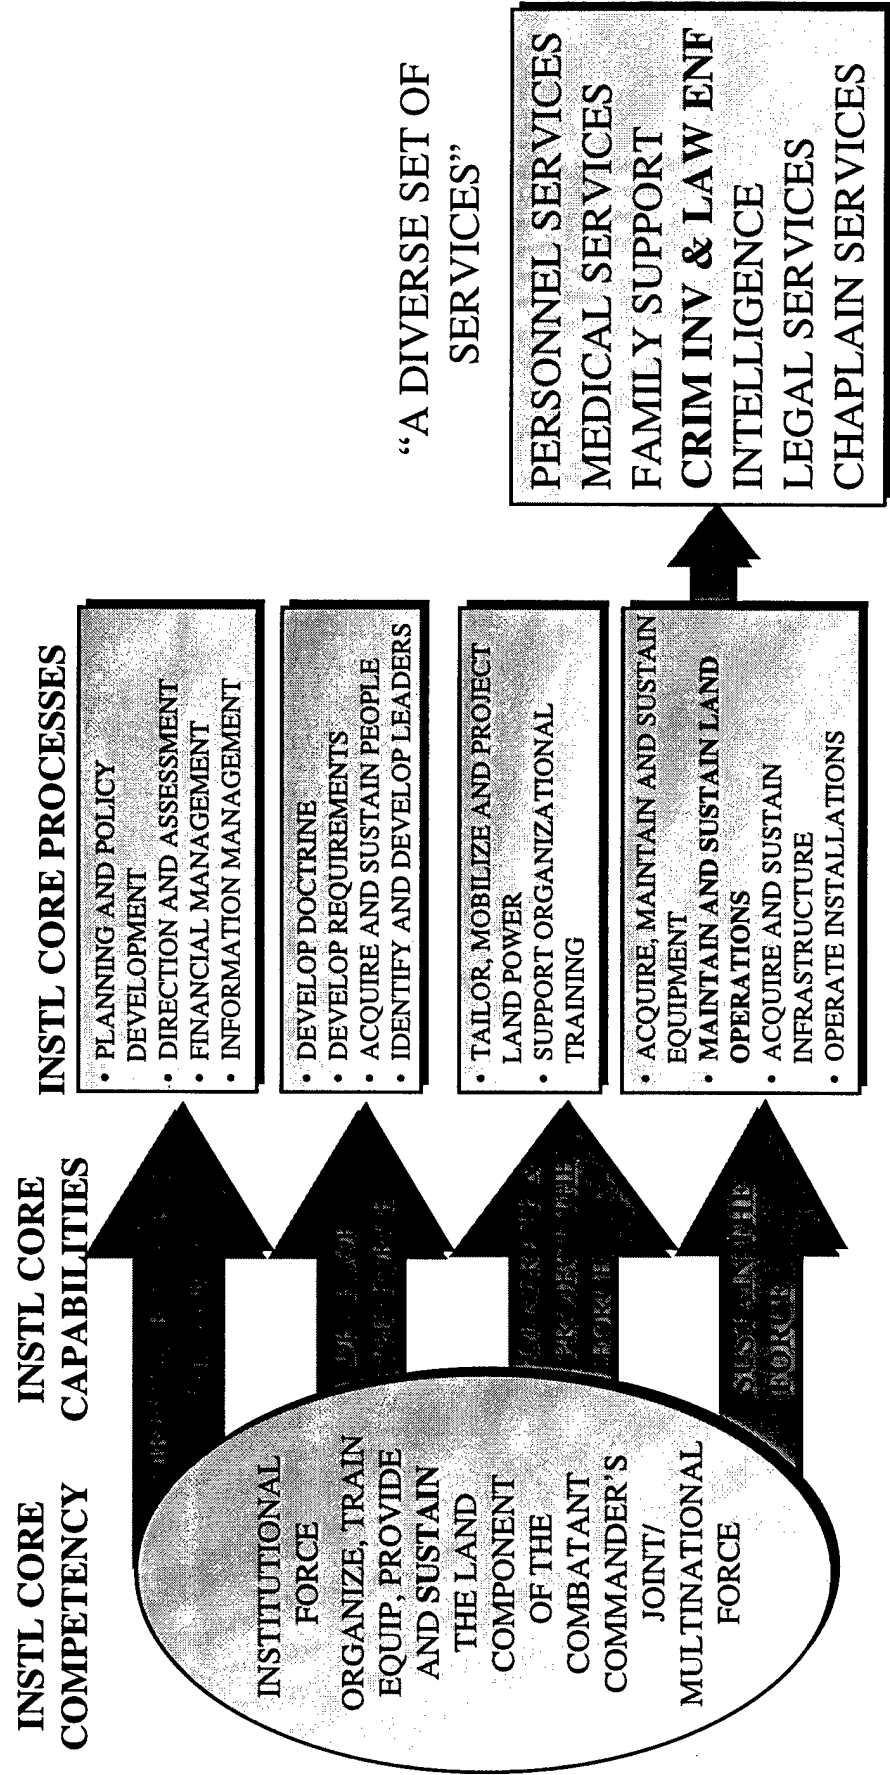 INSTL CORE
COMPETENCY
INSTL CORE
CAPABILITIES
INSTL CORE PROCESSES
INSTITUTIONAL
FORCE
ORGANIZE, TRAIN
EQUIP, PROVIDE
AND SUSTAIN
THE LAND
COMPONENT
OF THE
COMBATANT
COMMANDER'S
JOINT/
MULTINATIONAL
FORCE
SUSTAIN THE
FORCE
• PLANNING AND POLICY
DEVELOPMENT
• DIRECTION AND ASSESSMENT
• FINANCIAL MANAGEMENT
• INFORMATION MANAGEMENT
• DEVELOP DOCTRINE
• DEVELOP REQUIREMENTS
• ACQUIRE AND SUSTAIN PEOPLE
• IDENTIFY AND DEVELOP LEADERS
• TAILOR, MOBILIZE AND PROJECT
LAND POWER
• SUPPORT ORGANIZATIONAL
TRAINING
• ACQUIRE, MAINTAIN AND SUSTAIN
EQUIPMENT
• MAINTAIN AND SUSTAIN LAND
OPERATIONS
• ACQUIRE AND SUSTAIN
INFRASTRUCTURE
• OPERATE INSTALLATIONS
“A DIVERSE SET OF
SERVICES”
PERSONNEL SERVICES
MEDICAL SERVICES
FAMILY SUPPORT
CRIM INV & LAW ENF
INTELLIGENCE
LEGAL SERVICES
CHAPLAIN SERVICES